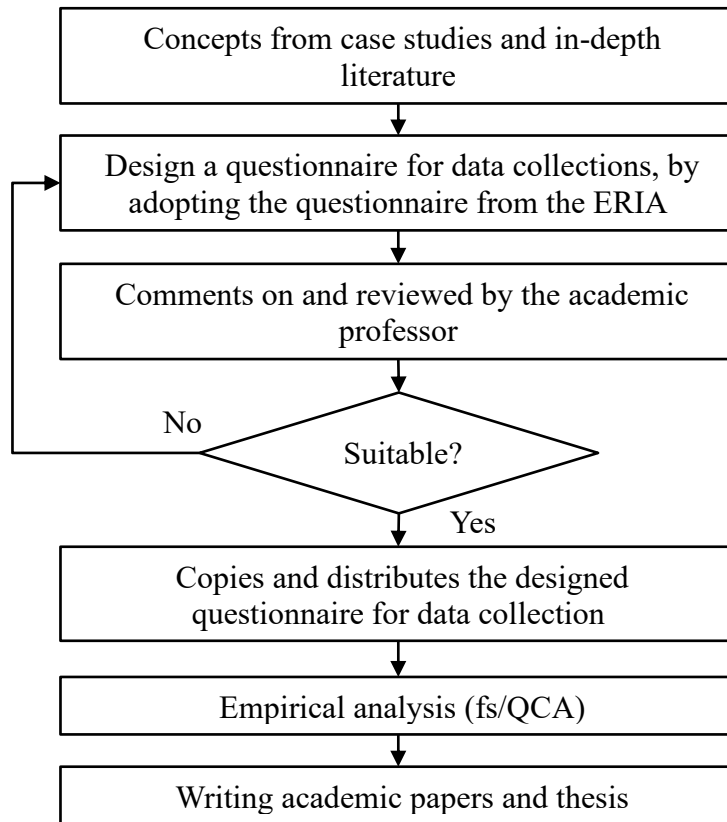 Concepts from case studies and in-depth
literature
Design a questionnaire for data collections, by
adopting the questionnaire from the ERIA
Comments on and reviewed by the academic
professor
No
Suitable?
Yes
Copies and distributes the designed
questionnaire for data collection
Empirical analysis (fs/QCA)
Writing academic papers and thesis